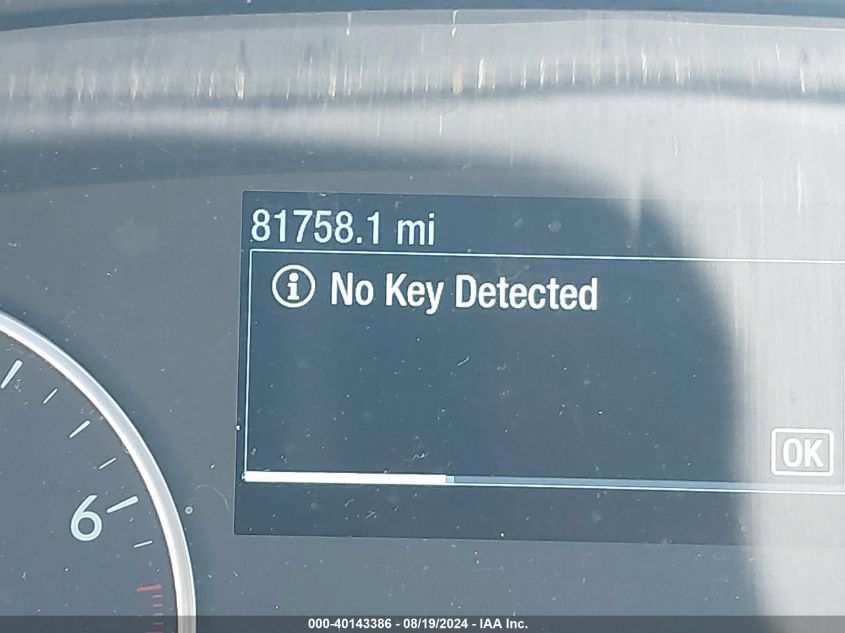 81758.1 mi
i No Key Detected
OK
6
000-40143386 - 08/19/2024 - IAA Inc.